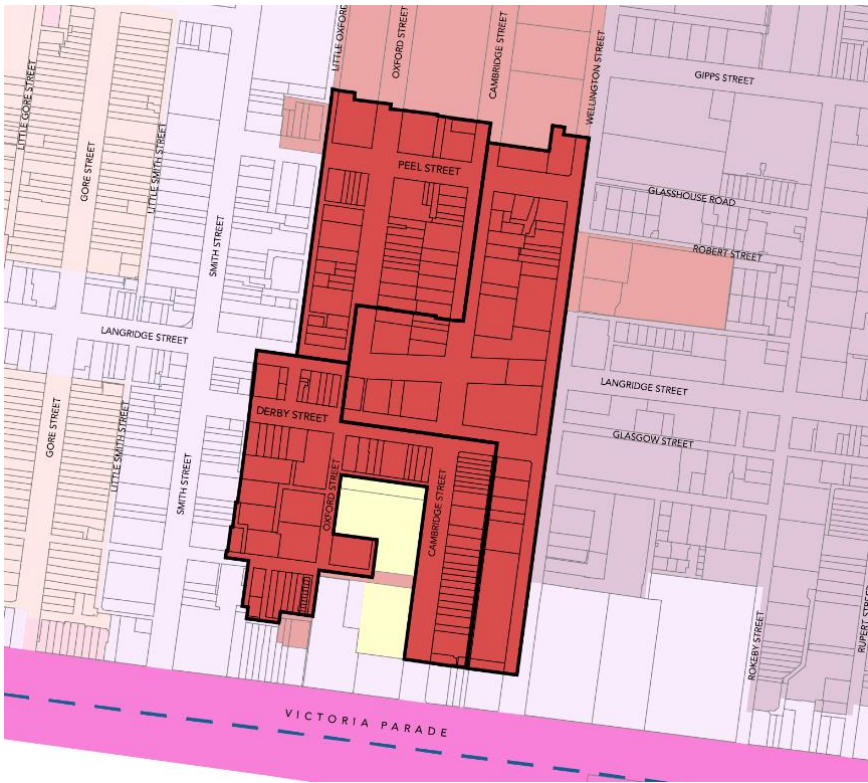 LITTLE OXFORD
OXFORD STREET
CAMBRIDGE STREET
WELLINGTON STREET
GIPPS STREET
LITTLE GORE STREET
GORE STREET
LITTLE SMITH STREET
PEEL STREET
GLASSHOUSE ROAD
SMITH STREET
ROBERT STREET
LANGRIDGE STREET
LANGRIDGE STREET
DERBY STREET
GORE STREET
LITTLE SMITH STREET
SMITH STREET
OXFORD STREET
CAMBRIDGE STREET
GLASGOW STREET
ROKEBY STREET
RUPERT STREET
VICTORIA PARADE